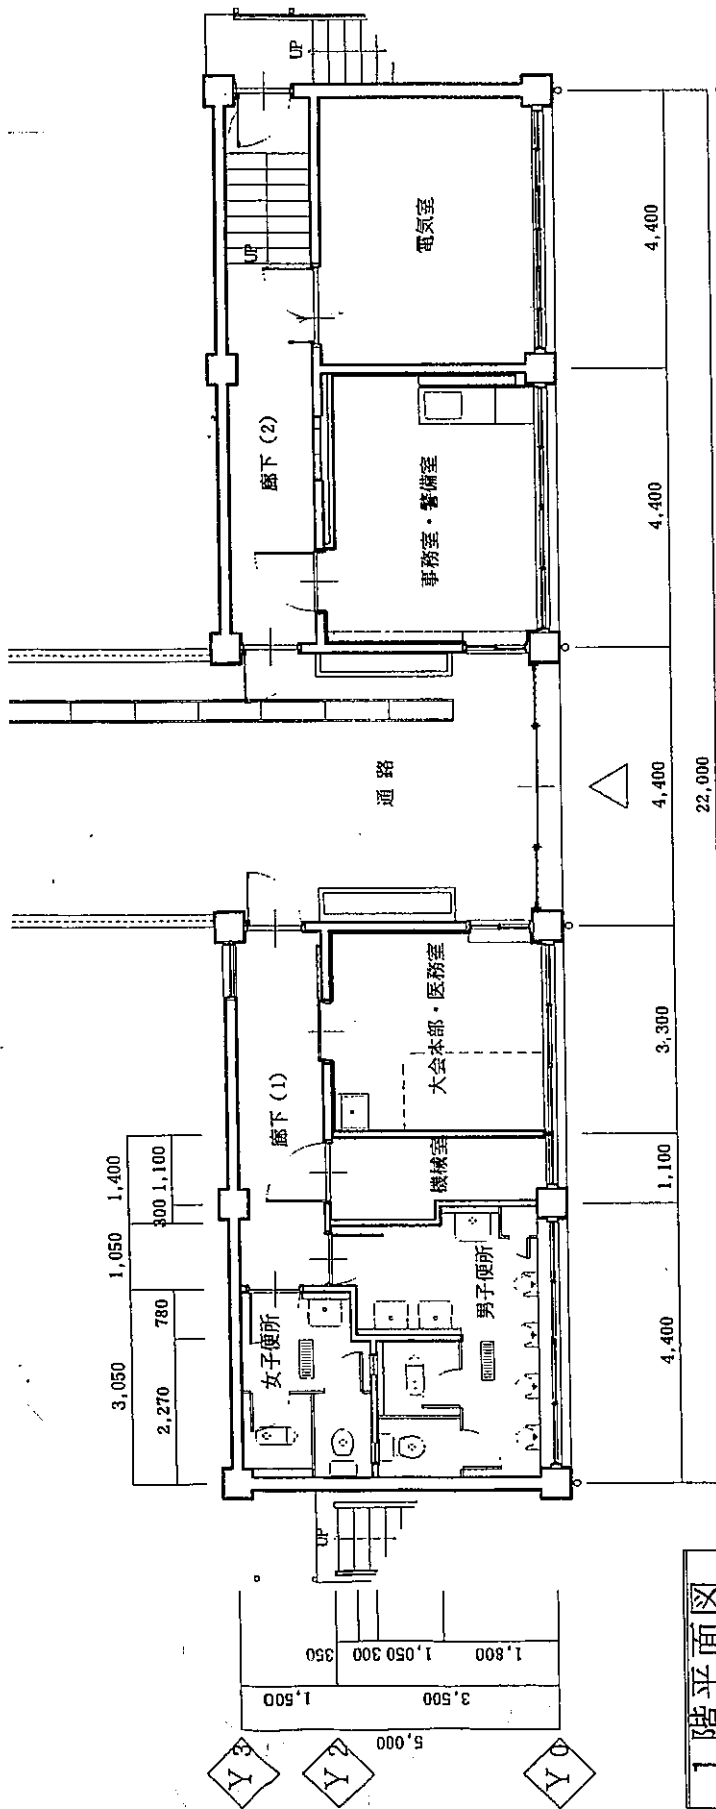 1階平面図
Y3
Y2
Y0
5,000
1,500
3,500
350
1,050
300
1,800
3,050
1,050
1,400
2,270
780
300
1,100
UP
女子便所
男子便所
機械室
廊下(1)
大会本部・医務室
通路
廊下(2)
事務室・警備室
電気室
UP
UP
4,400
1,100
3,300
4,400
4,400
4,400
22,000